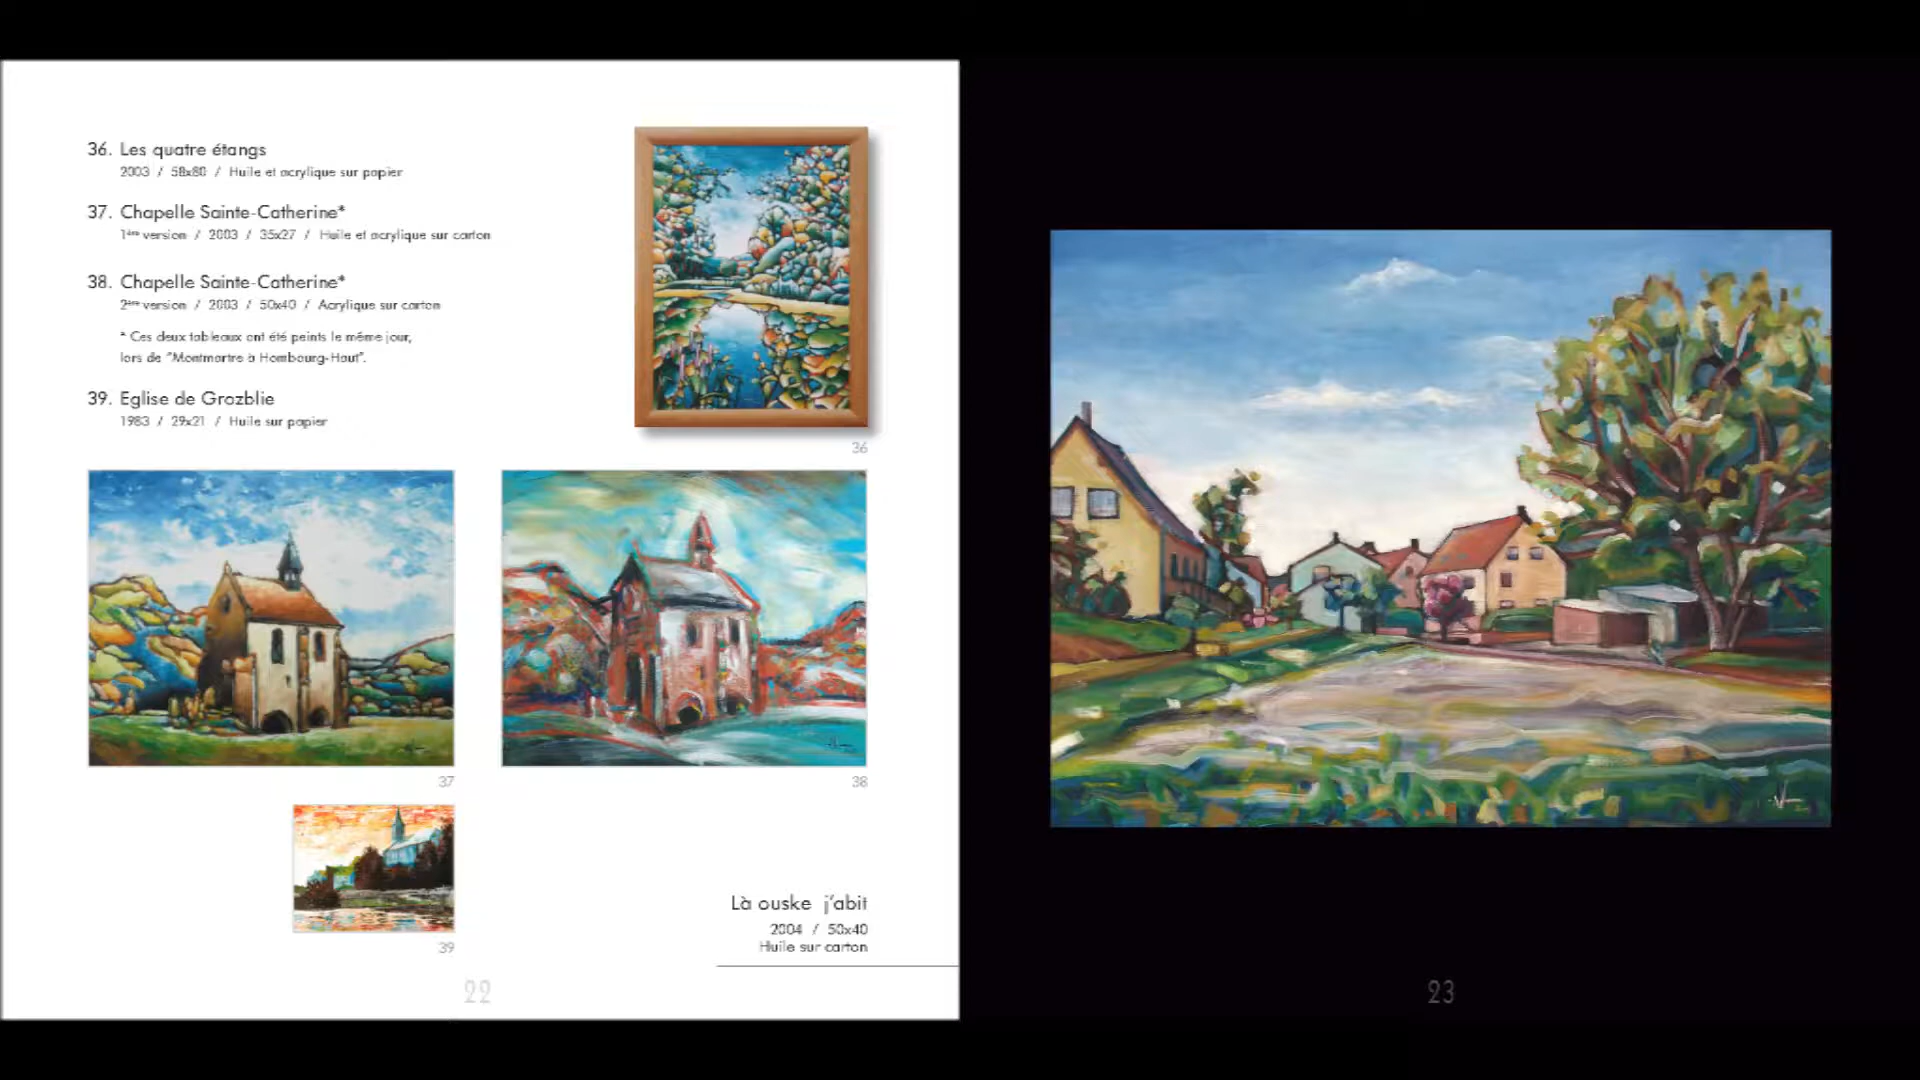 36. Les quatre étangs
2003 / 58x80 / Huile et acrylique sur papier
37. Chapelle Sainte-Catherine*
1ère version / 2003 / 35x27 / Huile et acrylique sur carton
38. Chapelle Sainte-Catherine*
2ème version / 2003 / 50x40 / Acrylique sur carton
* Ces deux tableaux ont été peints le même jour,
lors de "Montmartre à Hombourg-Haut".
39. Eglise de Grozblie
1983 / 29x21 / Huile sur papier
36
37
38
39
Là ouske j'abit
2004 / 50x40
Huile sur carton
22
23